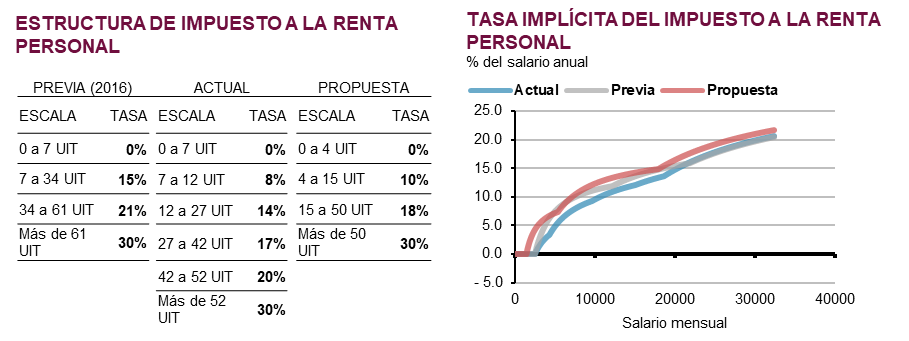 ESTRUCTURA DE IMPUESTO A LA RENTA
PERSONAL
PREVIA (2016) ACTUAL PROPUESTA
ESCALA TASA ESCALA TASA ESCALA TASA
0 a 7 UIT 0% 0 a 7 UIT 0% 0 a 4 UIT 0%
7 a 34 UIT 15% 7 a 12 UIT 8% 4 a 15 UIT 10%
34 a 61 UIT 21% 12 a 27 UIT 14% 15 a 50 UIT 18%
Más de 61
UIT 30% 27 a 42 UIT 17% Más de 50
UIT 30%
42 a 52 UIT 20%
Más de 52
UIT 30%
TASA IMPLÍCITA DEL IMPUESTO A LA RENTA
PERSONAL
% del salario anual
Actual Previa Propuesta
25.0
20.0
15.0
10.0
5.0
0.0
- 5.0
0 10000 20000 30000 40000
Salario mensual